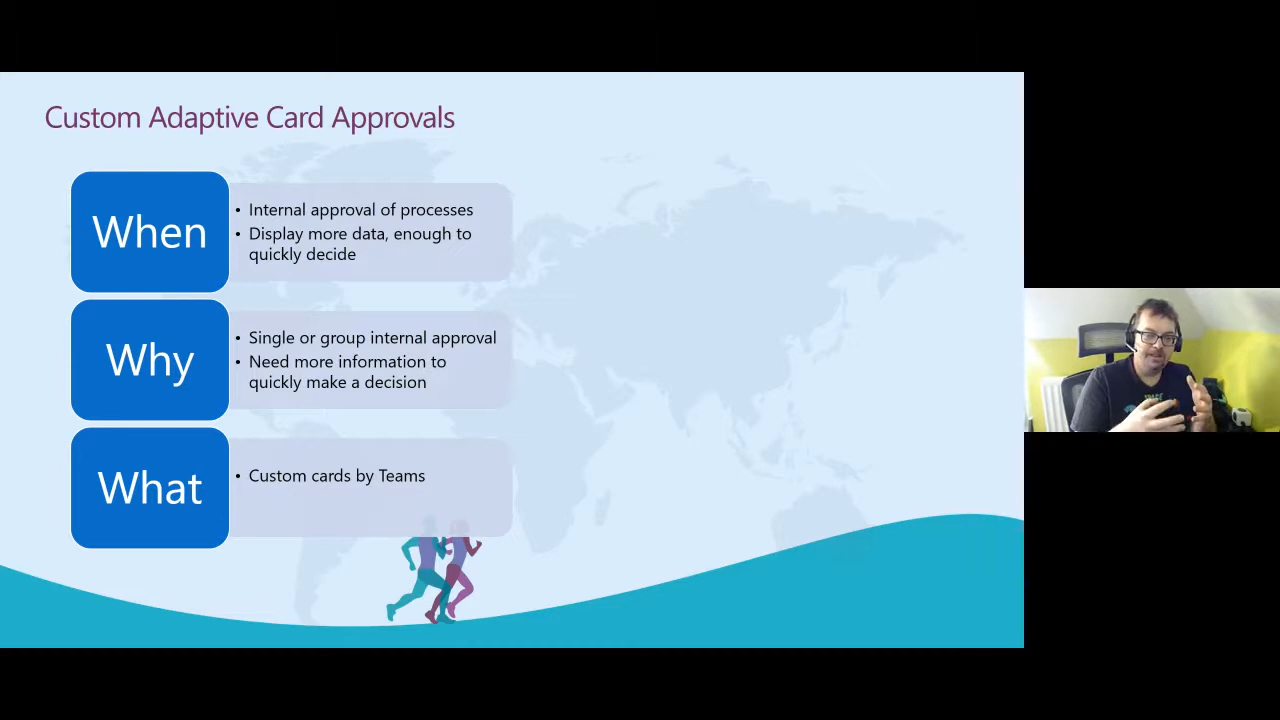 Custom Adaptive Card Approvals
When
• Internal approval of processes
• Display more data, enough to
quickly decide
Why
• Single or group internal approval
• Need more information to
quickly make a decision
What
• Custom cards by Teams